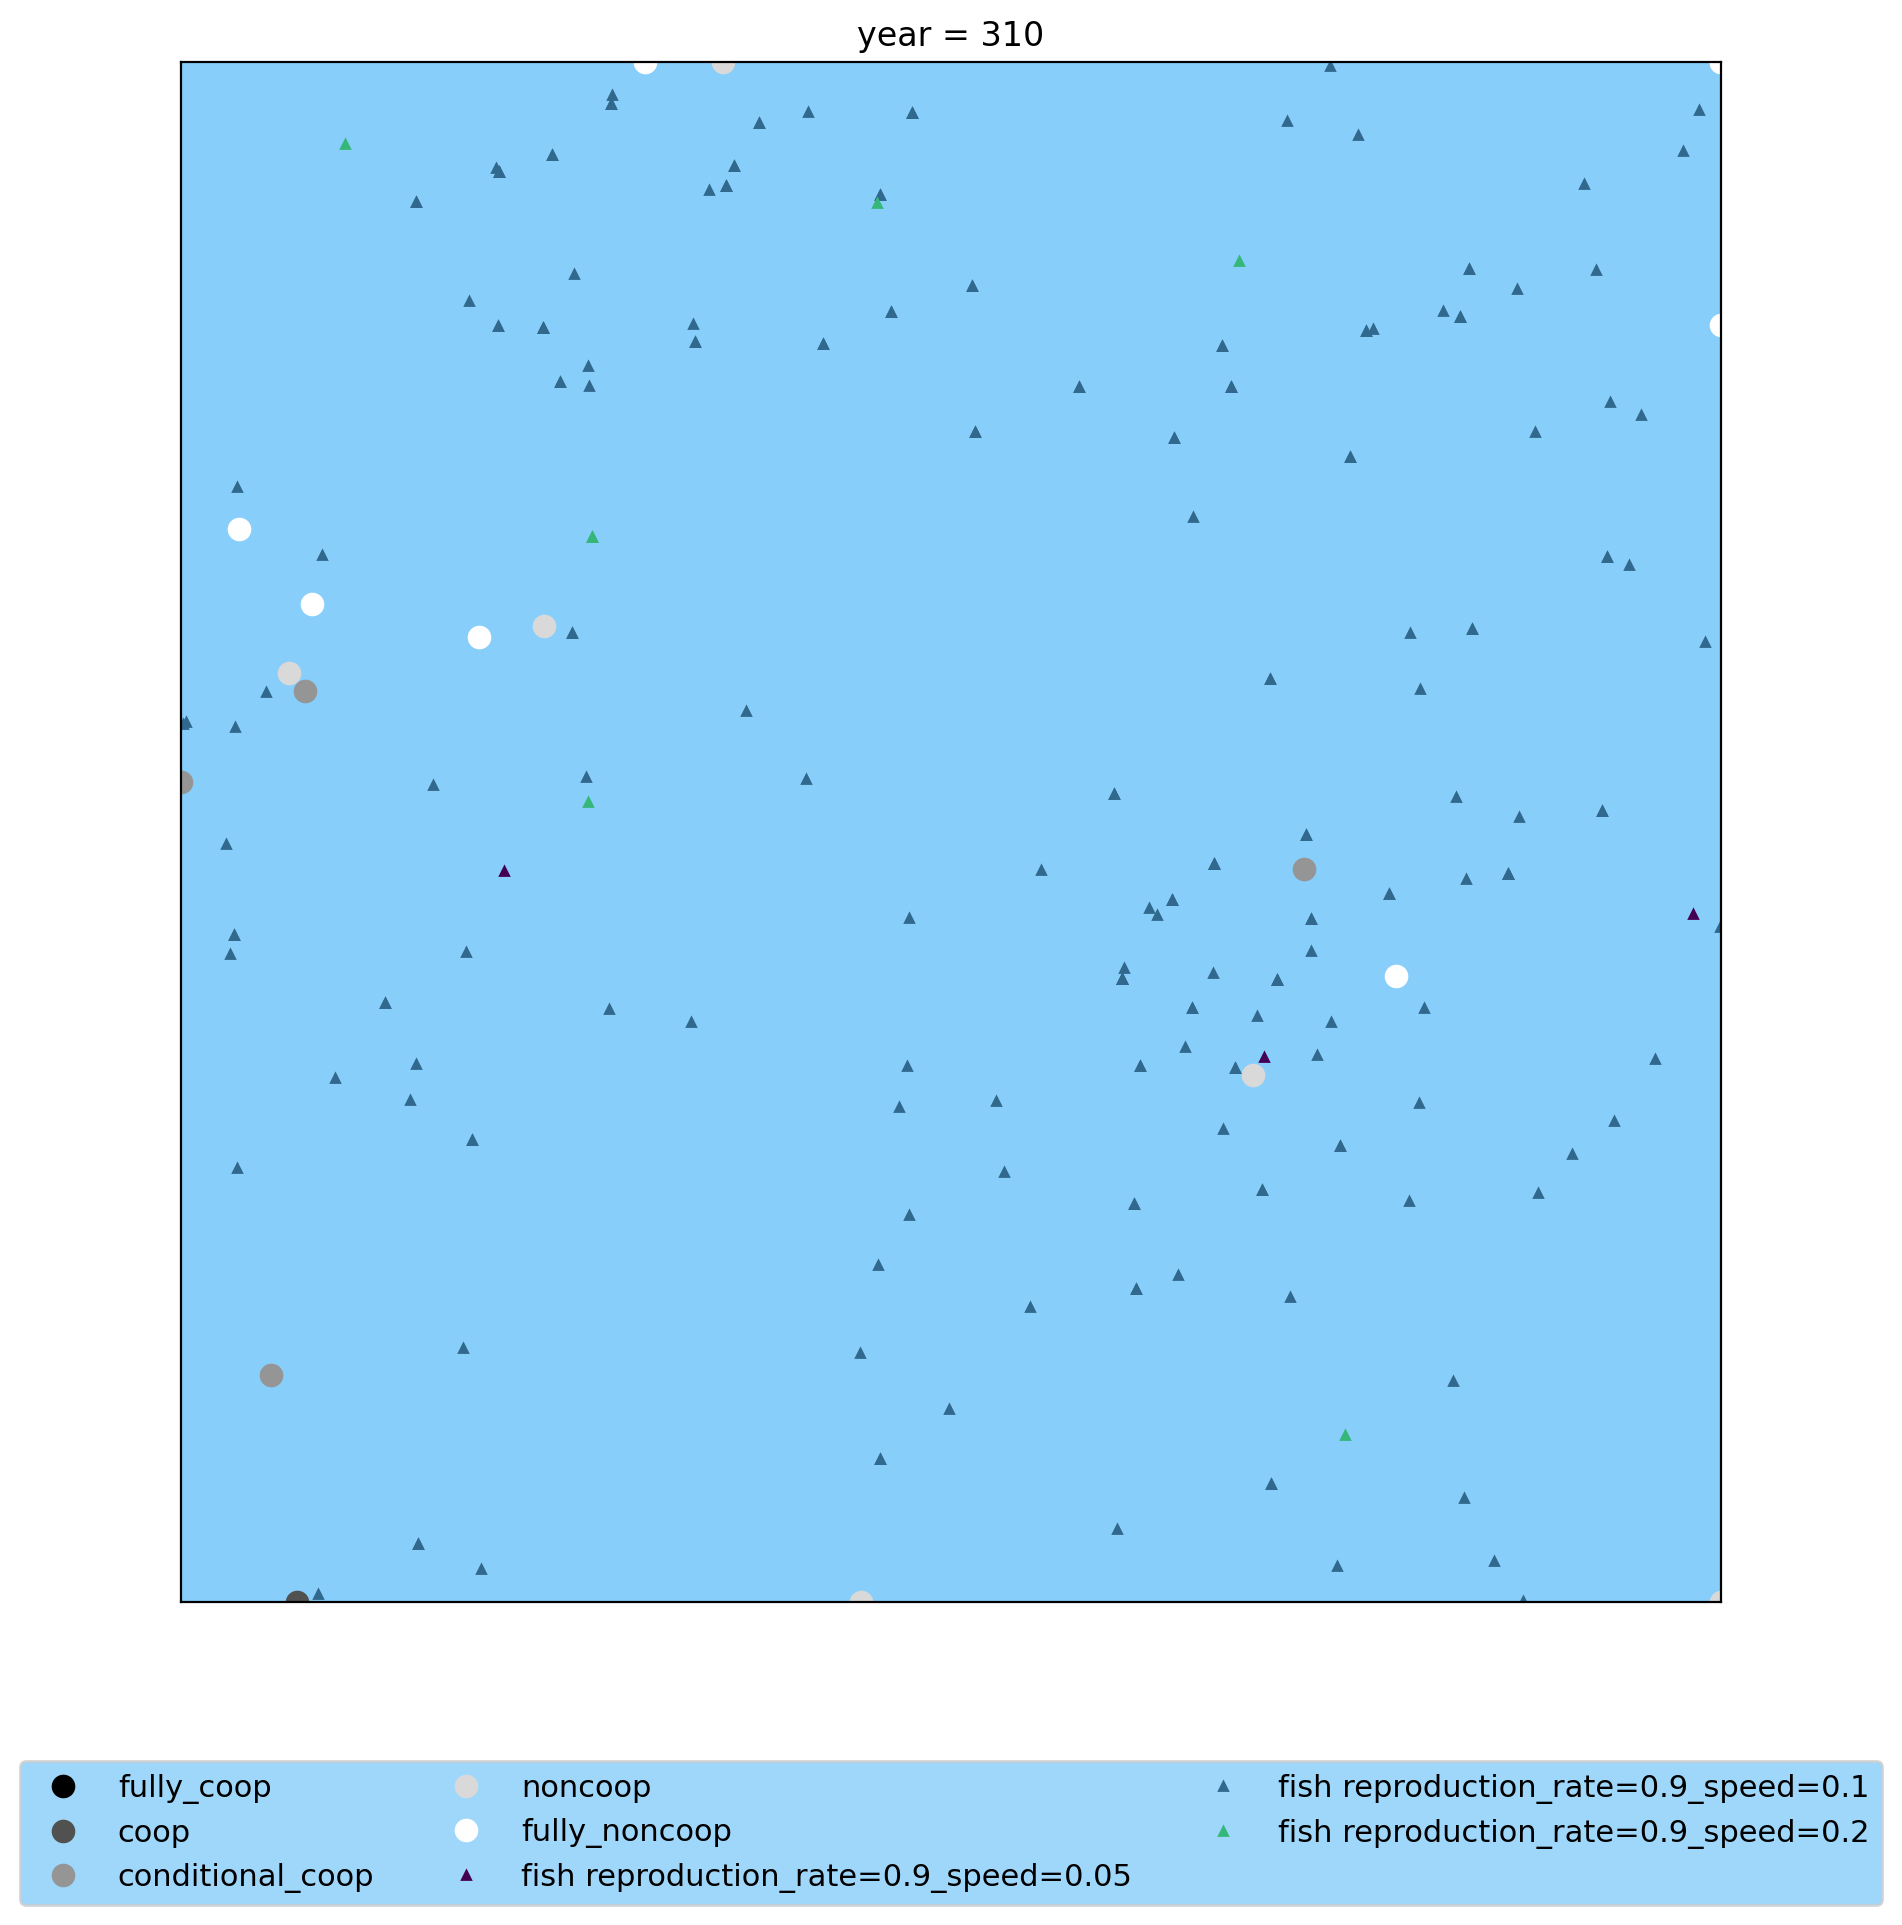 year = 310
fully_coop
coop
conditional_coop
noncoop
fully_noncoop
fish reproduction_rate=0.9_speed=0.05
fish reproduction_rate=0.9_speed=0.1
fish reproduction_rate=0.9_speed=0.2